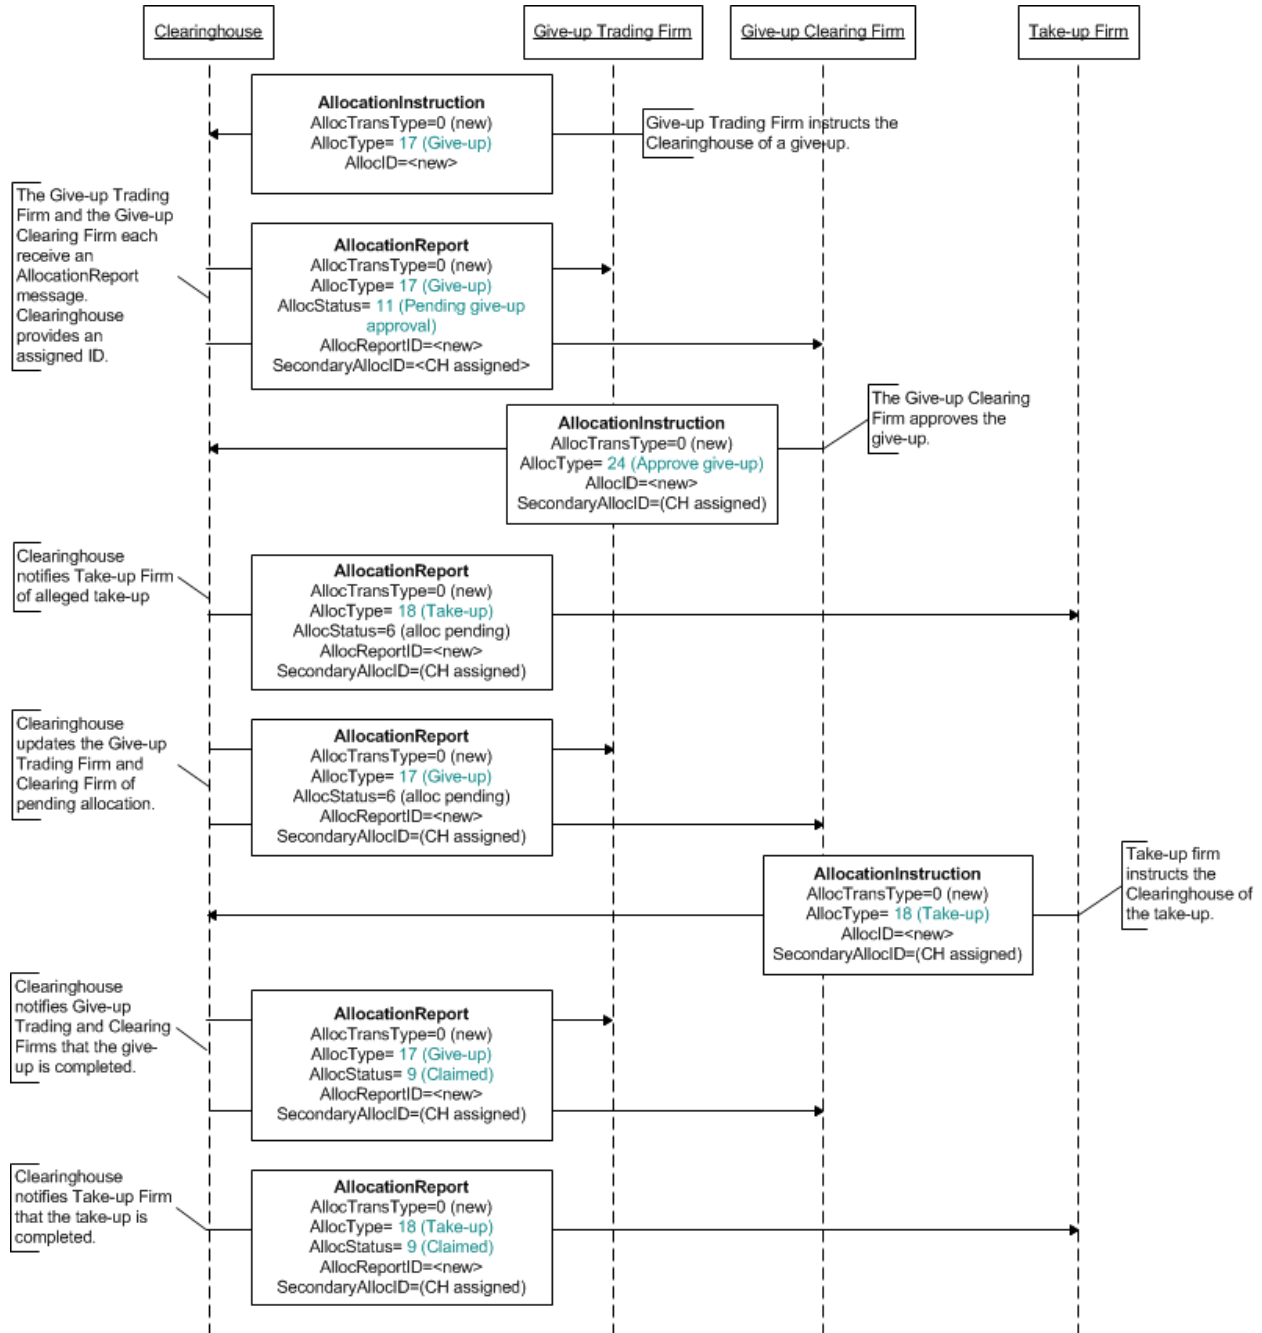 Clearinghouse
Give-up Trading Firm
Give-up Clearing Firm
Take-up Firm
AllocationInstruction
AllocTransType=0 (new)
AllocType= 17 (Give-up)
AllocID=<new>
Give-up Trading Firm instructs the
Clearinghouse of a give-up.
The Give-up Trading
Firm and the Give-up
Clearing Firm each
receive an
AllocationReport
message.
Clearinghouse
provides an
assigned ID.
AllocationReport
AllocTransType=0 (new)
AllocType= 17 (Give-up)
AllocStatus= 11 (Pending give-up
approval)
AllocReportID=<new>
SecondaryAllocID=<CH assigned>
The Give-up Clearing
Firm approves the
give-up.
AllocationInstruction
AllocTransType=0 (new)
AllocType= 24 (Approve give-up)
AllocID=<new>
SecondaryAllocID=(CH assigned)
Clearinghouse
notifies Take-up Firm
of alleged take-up
AllocationReport
AllocTransType=0 (new)
AllocType= 18 (Take-up)
AllocStatus=6 (alloc pending)
AllocReportID=<new>
SecondaryAllocID=(CH assigned)
Clearinghouse
updates the Give-up
Trading Firm and
Clearing Firm of
pending allocation.
AllocationReport
AllocTransType=0 (new)
AllocType= 17 (Give-up)
AllocStatus=6 (alloc pending)
AllocReportID=<new>
SecondaryAllocID=(CH assigned)
Take-up firm
instructs the
Clearinghouse of
the take-up.
AllocationInstruction
AllocTransType=0 (new)
AllocType= 18 (Take-up)
AllocID=<new>
SecondaryAllocID=(CH assigned)
Clearinghouse
notifies Give-up
Trading and Clearing
Firms that the give-
up is completed.
AllocationReport
AllocTransType=0 (new)
AllocType= 17 (Give-up)
AllocStatus= 9 (Claimed)
AllocReportID=<new>
SecondaryAllocID=(CH assigned)
Clearinghouse
notifies Take-up Firm
that the take-up is
completed.
AllocationReport
AllocTransType=0 (new)
AllocType= 18 (Take-up)
AllocStatus= 9 (Claimed)
AllocReportID=<new>
SecondaryAllocID=(CH assigned)